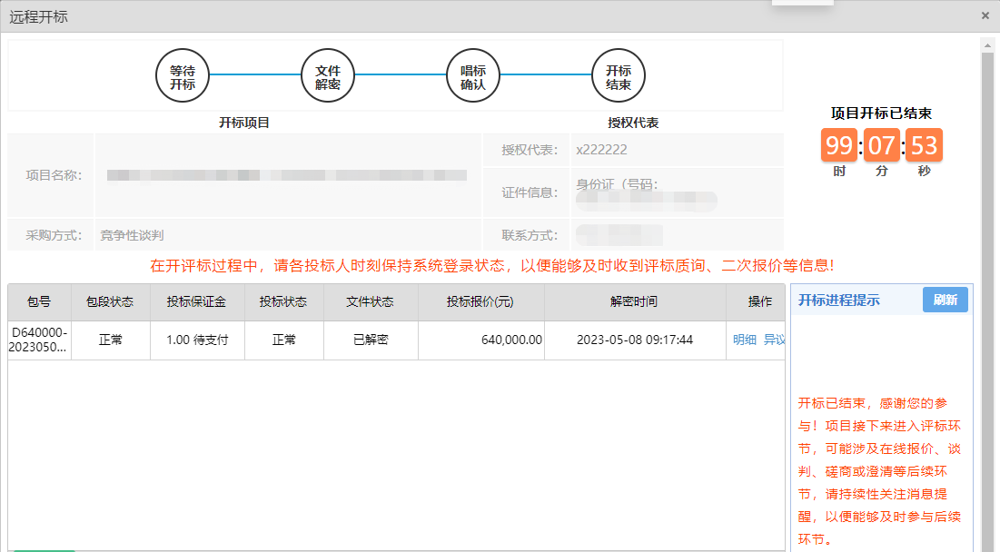 远程开标
×
等待
开标
文件
解密
唱标
确认
开标
结束
项目开标已结束
99:07:53
时 分 秒
开标项目 授权代表
项目名称:
授权代表: x222222
证件信息: 身份证（号码:
采购方式: 竞争性谈判
联系方式:
在开评标过程中，请各投标人时刻保持系统登录状态，以便能够及时收到评标质询、二次报价等信息!
包号 包段状态 投标保证金 投标状态 文件状态 投标报价(元) 解密时间 操作
D640000-
2023050... 正常 1.00 待支付 正常 已解密 640,000.00 2023-05-08 09:17:44 明细 异议
开标进程提示 刷新
开标已结束，感谢您的参
与！项目接下来进入评标环
节，可能涉及在线报价、谈
判、磋商或澄清等后续环
节，请持续性关注消息提
醒，以便能够及时参与后续
环节。